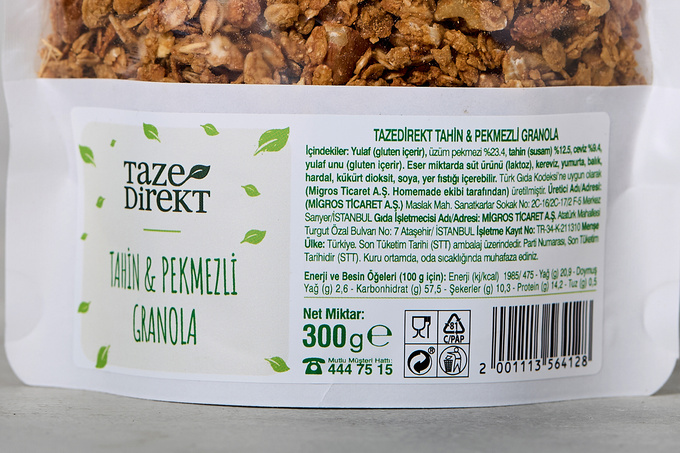 TAZE
DİREKT
TAHİN & PEKMEZLİ
GRANOLA
TAZEDİREKT TAHİN & PEKMEZLİ GRANOLA
İçindekiler: Yulaf (gluten içerir), üzüm pekmezi %23.4, tahin (susam) %12.5, ceviz %9.4,
yulaf unu (gluten içerir). Eser miktarda süt ürünü (laktoz), kereviz, yumurta, balık,
hardal, kükürt dioksit, soya, yer fıstığı içerebilir. Türk Gıda Kodeksi'ne uygun olarak
(Migros Ticaret A.Ş. Homemade ekibi tarafından) üretilmiştir. Üretici Adı/Adresi:
(MİGROS TİCARET A.Ş.) Maslak Mah. Sanatkarlar Sokak No: 2C-16/2C-17/2 F-5 Merkez
Sarıyer/İSTANBUL Gıda İşletmecisi Adı/Adresi: MİGROS TİCARET A.Ş. Atatürk Mahallesi
Turgut Özal Bulvarı No: 7 Ataşehir/ İSTANBUL İşletme Kayıt No: TR-34-K-211310 Menşe
Ülke: Türkiye. Son Tüketim Tarihi (STT) ambalaj üzerindedir. Parti Numarası, Son Tüketim
Tarihidir (STT). Kuru ortamda, oda sıcaklığında muhafaza ediniz.
Enerji ve Besin Öğeleri (100 g için): Enerji (kj/kcal) 1985/ 475 - Yağ (g) 20,9 - Doymuş
Yağ (g) 2,6 - Karbonhidrat (g) 57,5 - Şekerler (g) 10,3 - Protein (g) 14,2 - Tuz (g) 0,5
Net Miktar:
300g e
Mutlu Müşteri Hattı:
444 75 15
81
C/PAP
2 001113 564128